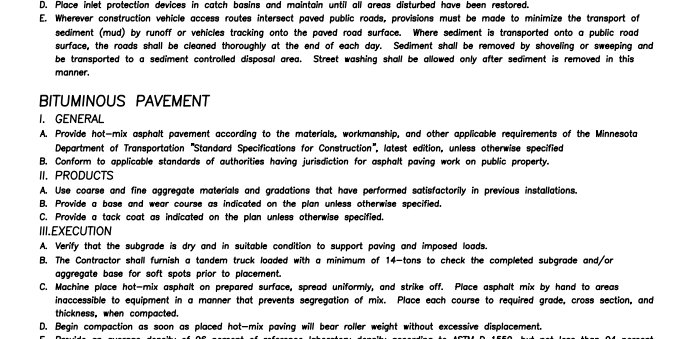 D. Place inlet protection devices in catch basins and maintain until all areas disturbed have been restored.
E. Wherever construction vehicle access routes intersect paved public roads, provisions must be made to minimize the transport of
sediment (mud) by runoff or vehicles tracking onto the paved road surface. Where sediment is transported onto a public road
surface, the roads shall be cleaned thoroughly at the end of each day. Sediment shall be removed by shoveling or sweeping and
be transported to a sediment controlled disposal area. Street washing shall be allowed only after sediment is removed in this
manner.
BITUMINOUS PAVEMENT
I. GENERAL
A. Provide hot-mix asphalt pavement according to the materials, workmanship, and other applicable requirements of the Minnesota
Department of Transportation "Standard Specifications for Construction", latest edition, unless otherwise specified
B. Conform to applicable standards of authorities having jurisdiction for asphalt paving work on public property.
II. PRODUCTS
A. Use coarse and fine aggregate materials and gradations that have performed satisfactorily in previous installations.
B. Provide a base and wear course as indicated on the plan unless otherwise specified.
C. Provide a tack coat as indicated on the plan unless otherwise specified.
III.EXECUTION
A. Verify that the subgrade is dry and in suitable condition to support paving and imposed loads.
B. The Contractor shall furnish a tandem truck loaded with a minimum of 14-tons to check the completed subgrade and/or
aggregate base for soft spots prior to placement.
C. Machine place hot-mix asphalt on prepared surface, spread uniformly, and strike off. Place asphalt mix by hand to areas
inaccessible to equipment in a manner that prevents segregation of mix. Place each course to required grade, cross section, and
thickness, when compacted.
D. Begin compaction as soon as placed hot-mix paving will bear roller weight without excessive displacement.